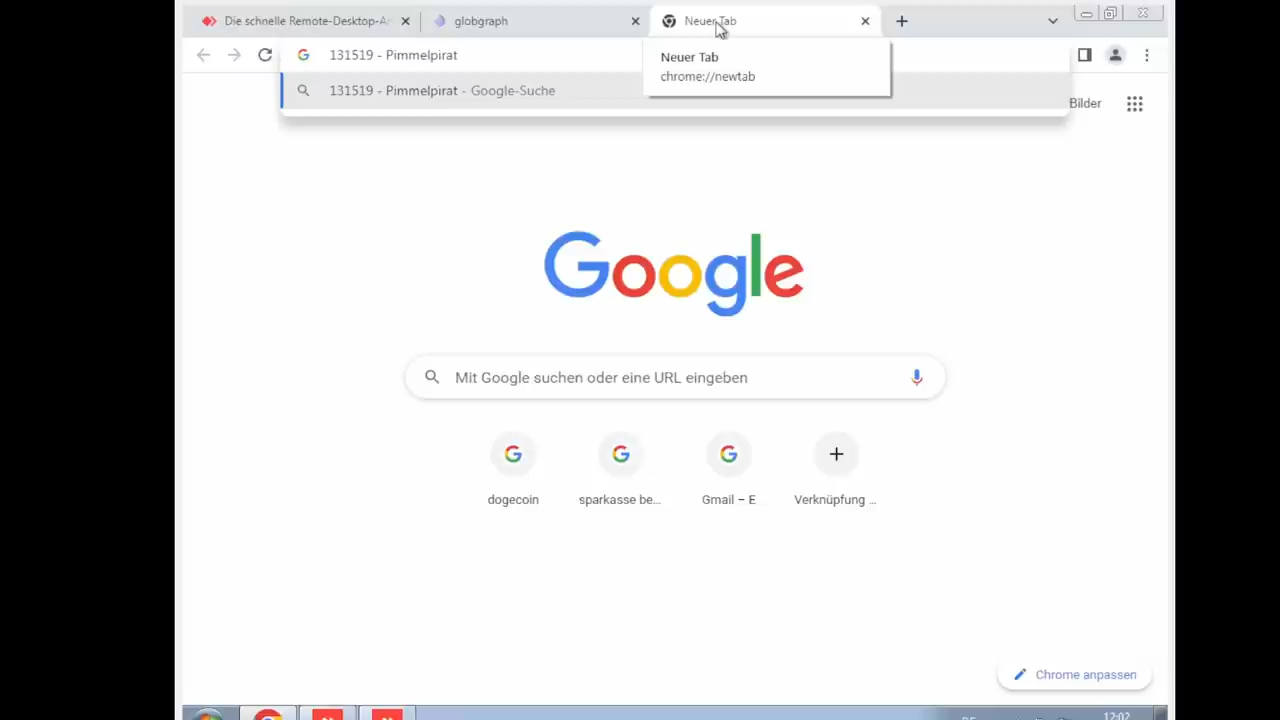 Die schnelle Remote-Desktop-An
globgraph
Neuer Tab
131519 - Pimmelpirat
Neuer Tab
chrome://newtab
131519 - Pimmelpirat - Google-Suche
Bilder
Google
Mit Google suchen oder eine URL eingeben
dogecoin
sparkasse be...
Gmail – E
Verknüpfung ...
Chrome anpassen
12:02